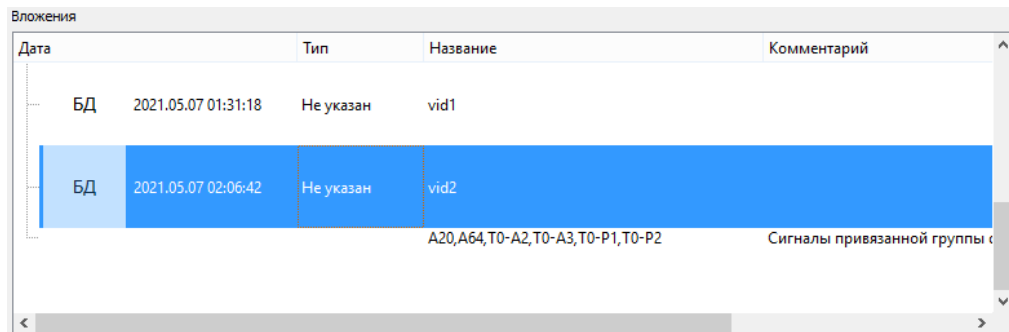 Вложения
Дата Тип Название Комментарий
БД 2021.05.07 01:31:18 Не указан vid1
БД 2021.05.07 02:06:42 Не указан vid2
A20,A64,T0-A2,T0-A3,T0-P1,T0-P2 Сигналы привязанной группы